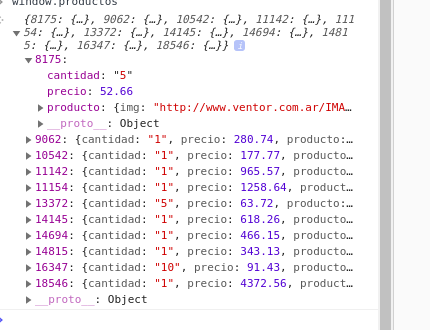 window.productos
{8175: {…}, 9062: {…}, 10542: {…}, 11142: {…}, 111
54: {…}, 13372: {…}, 14145: {…}, 14694: {…}, 1481
5: {…}, 16347: {…}, 18546: {…}} i
8175:
cantidad: "5"
precio: 52.66
producto: {img: "http://www.ventor.com.ar/IMA…
__proto__: Object
9062: {cantidad: "1", precio: 280.74, producto:…
10542: {cantidad: "1", precio: 177.77, producto…
11142: {cantidad: "1", precio: 965.57, producto…
11154: {cantidad: "1", precio: 1258.64, product…
13372: {cantidad: "5", precio: 63.72, producto:…
14145: {cantidad: "1", precio: 618.26, producto…
14694: {cantidad: "1", precio: 466.15, producto…
14815: {cantidad: "1", precio: 343.13, producto…
16347: {cantidad: "10", precio: 91.43, producto…
18546: {cantidad: "1", precio: 4372.56, product…
__proto__: Object